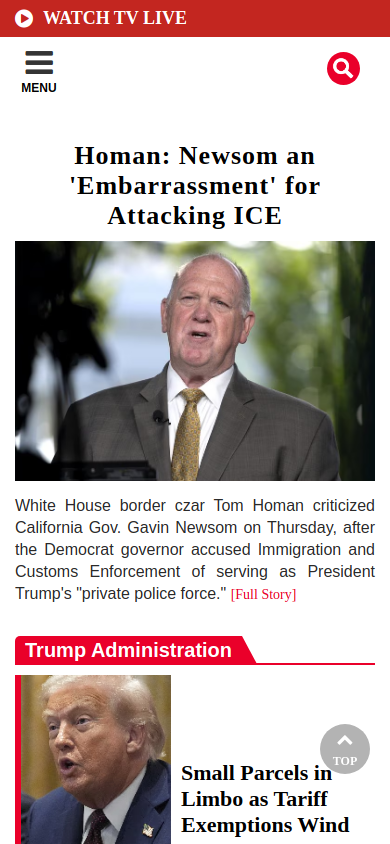 WATCH TV LIVE
MENU
Homan: Newsom an
'Embarrassment' for
Attacking ICE
White House border czar Tom Homan criticized
California Gov. Gavin Newsom on Thursday, after
the Democrat governor accused Immigration and
Customs Enforcement of serving as President
Trump's "private police force." [Full Story]
Trump Administration
Small Parcels in
Limbo as Tariff
Exemptions Wind
TOP